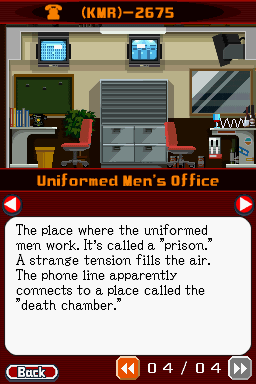 (KMR)-2675
Uniformed Men's Office
The place where the uniformed
men work. It's called a "prison."
A strange tension fills the air.
The phone line apparently
connects to a place called the
"death chamber."
Back
04/04